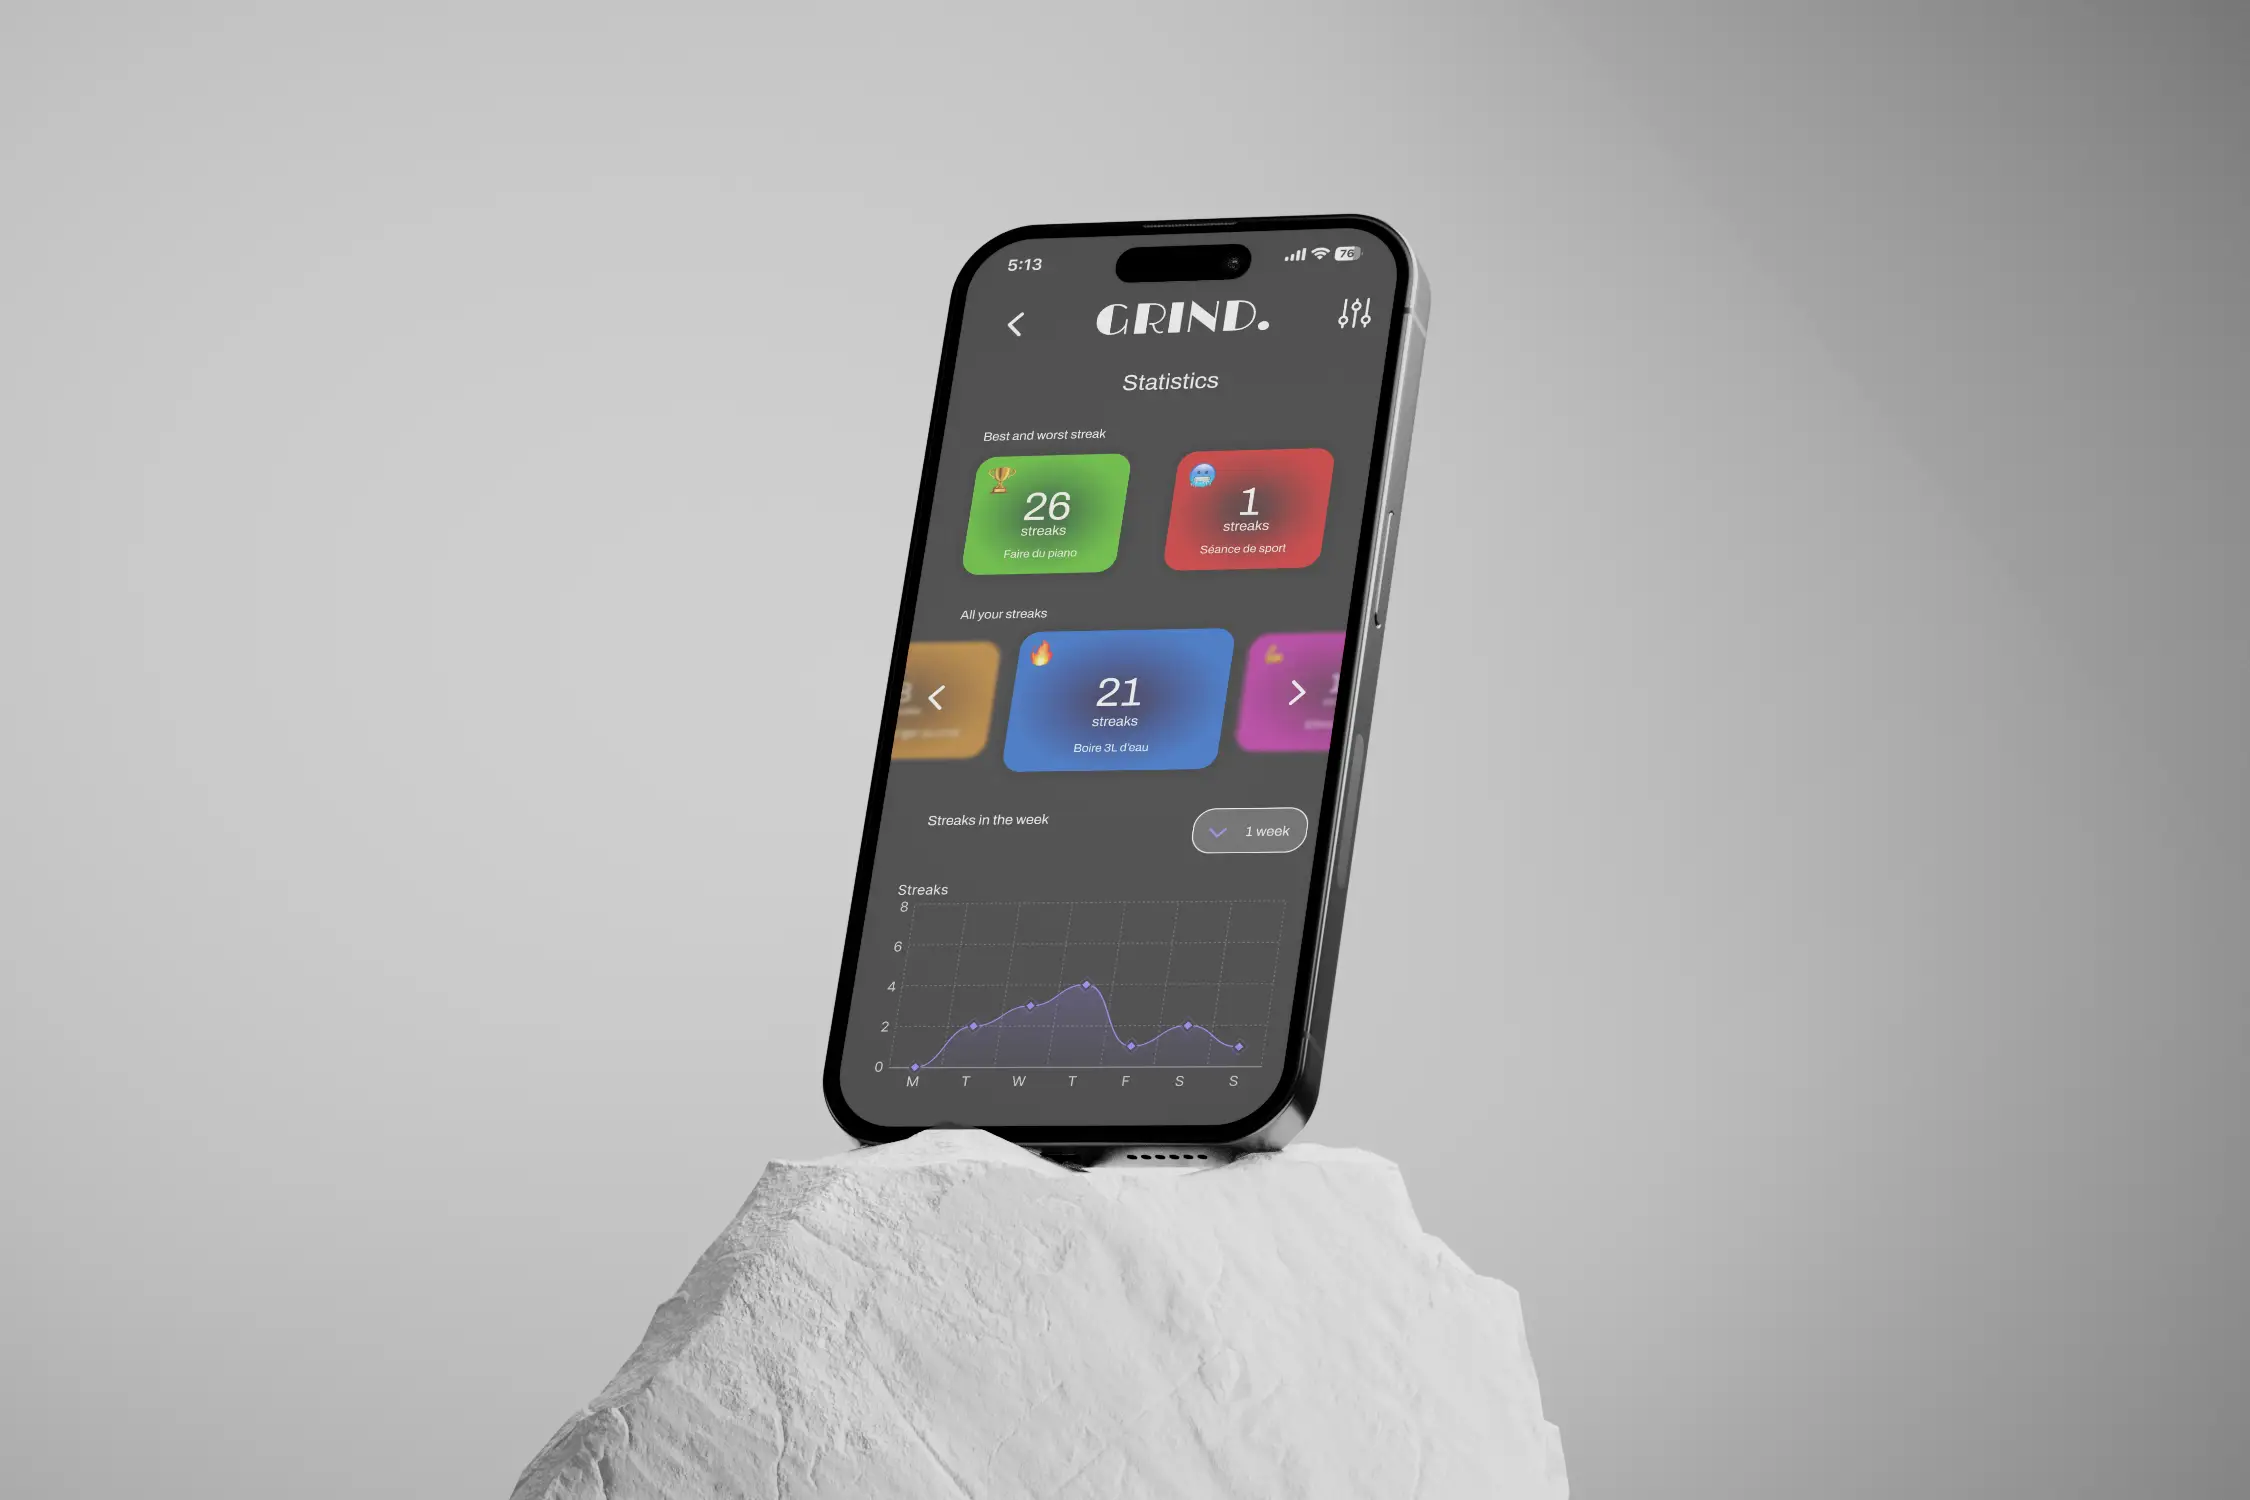 5:13
76
GRIND.
Statistics
Best and worst streak
26
streaks
Faire du piano
1
streaks
Séance de sport
All your streaks
21
streaks
Boire 3L d'eau
Streaks in the week
1 week
Streaks
8
6
4
2
0
M T W T F S S